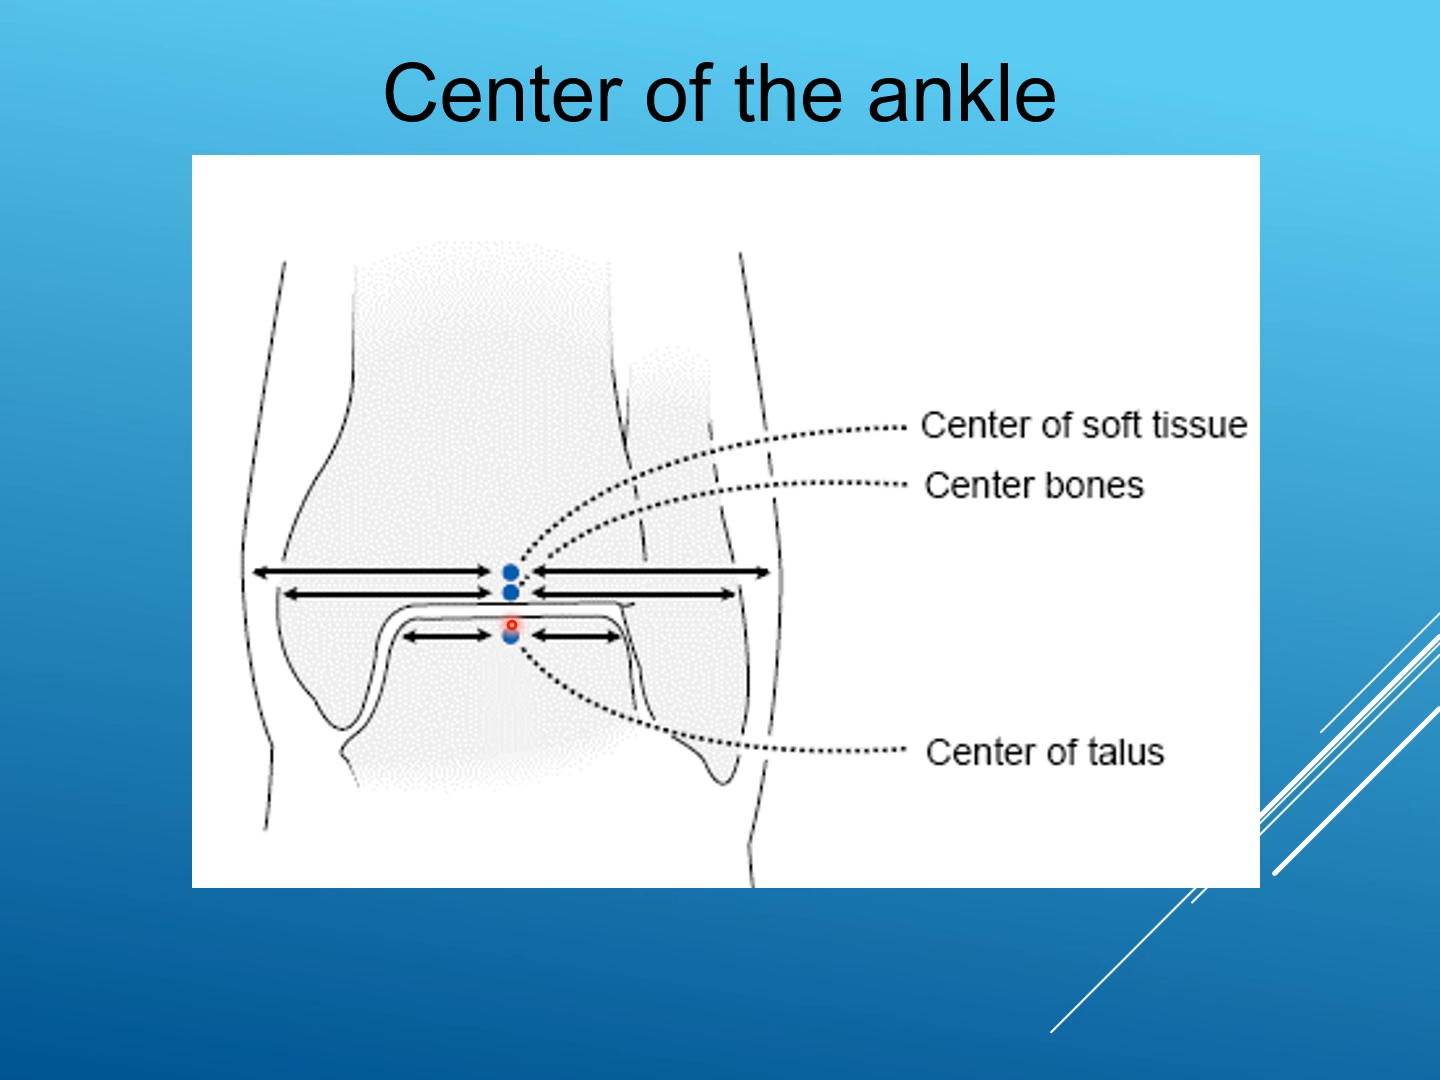 Center of the ankle
Center of soft tissue
Center bones
Center of talus